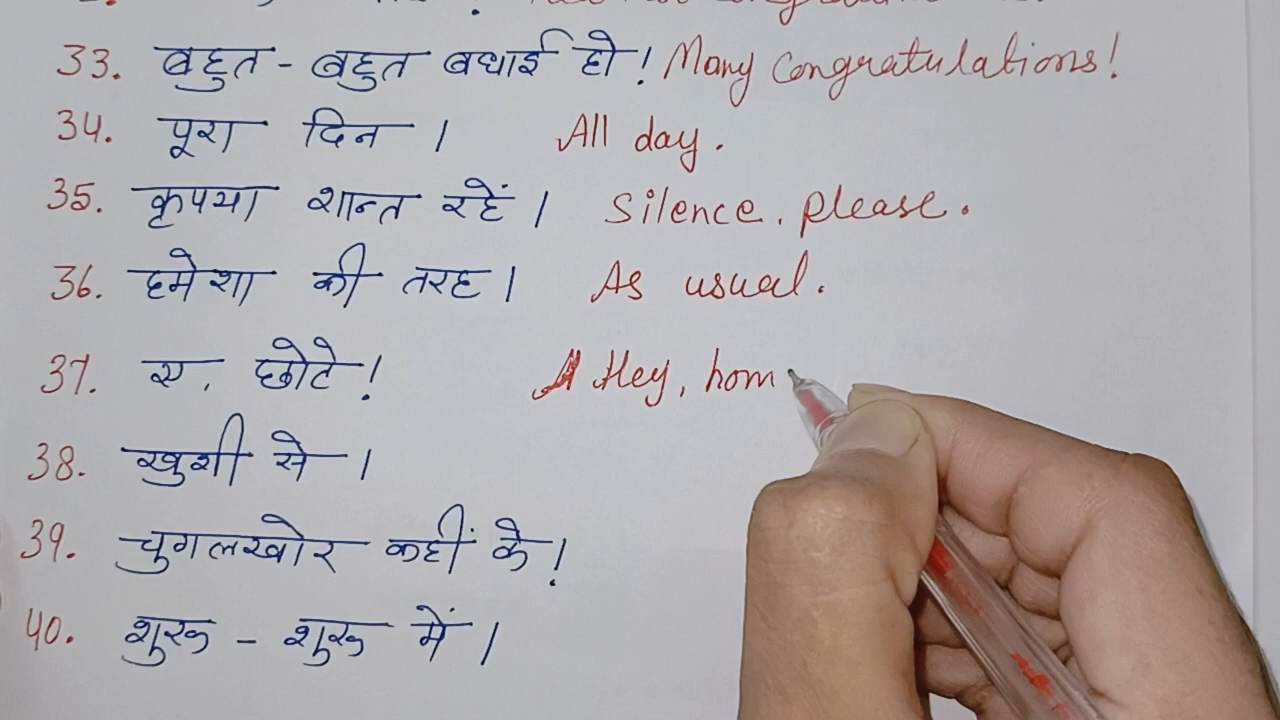 33. बहुत - बहुत बधाई हो! Many Congratulations!
34. पूरा दिन । All day.
35. कृपया शान्त रहें । Silence, please.
36. हमेशा की तरह । As usual.
37. ए, छोटे! Hey, hom
38. खुशी से ।
39. चुगलखोर कहीं के!
40. शुरू - शुरू में ।